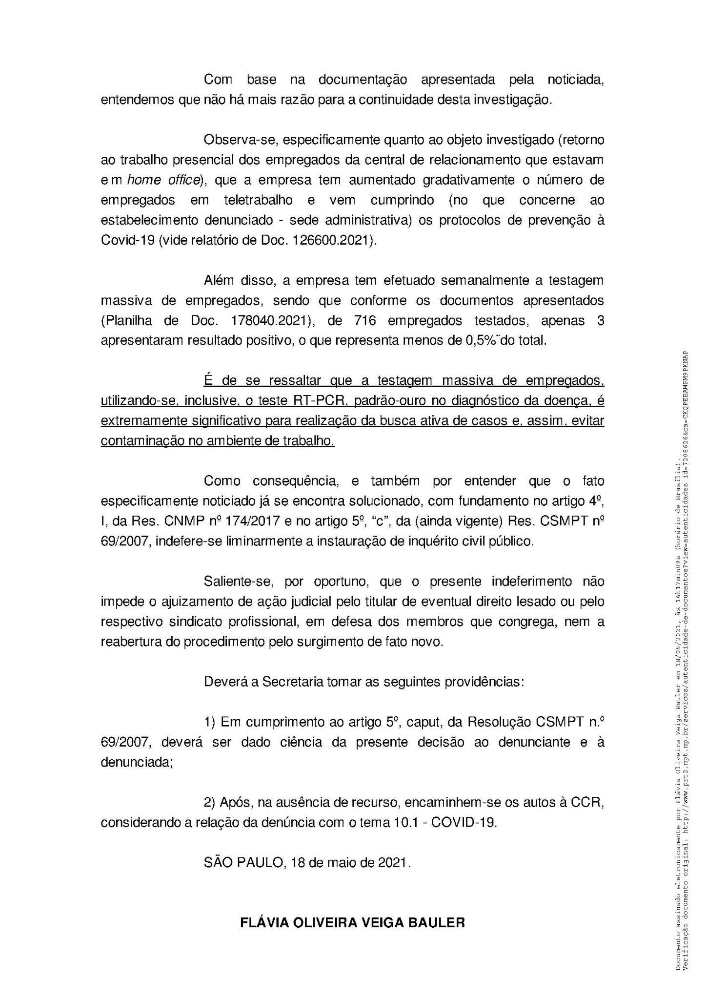 Com base na documentação apresentada pela noticiada,
entendemos que não há mais razão para a continuidade desta investigação.
Observa-se, especificamente quanto ao objeto investigado (retorno
ao trabalho presencial dos empregados da central de relacionamento que estavam
em home office), que a empresa tem aumentado gradativamente o número de
empregados em teletrabalho e vem cumprindo (no que concerne ao
estabelecimento denunciado - sede administrativa) os protocolos de prevenção à
Covid-19 (vide relatório de Doc. 126600.2021).
Além disso, a empresa tem efetuado semanalmente a testagem
massiva de empregados, sendo que conforme os documentos apresentados
(Planilha de Doc. 178040.2021), de 716 empregados testados, apenas 3
apresentaram resultado positivo, o que representa menos de 0,5%¨do total.
É de se ressaltar que a testagem massiva de empregados,
utilizando-se, inclusive, o teste RT-PCR, padrão-ouro no diagnóstico da doença, é
extremamente significativo para realização da busca ativa de casos e, assim, evitar
contaminação no ambiente de trabalho.
Como consequência, e também por entender que o fato
especificamente noticiado já se encontra solucionado, com fundamento no artigo 4º,
I, da Res. CNMP nº 174/2017 e no artigo 5º, “c”, da (ainda vigente) Res. CSMPT nº
69/2007, indefere-se liminarmente a instauração de inquérito civil público.
Saliente-se, por oportuno, que o presente indeferimento não
impede o ajuizamento de ação judicial pelo titular de eventual direito lesado ou pelo
respectivo sindicato profissional, em defesa dos membros que congrega, nem a
reabertura do procedimento pelo surgimento de fato novo.
Deverá a Secretaria tomar as seguintes providências:
1) Em cumprimento ao artigo 5º, caput, da Resolução CSMPT n.º
69/2007, deverá ser dado ciência da presente decisão ao denunciante e à
denunciada;
2) Após, na ausência de recurso, encaminhem-se os autos à CCR,
considerando a relação da denúncia com o tema 10.1 - COVID-19.
SÃO PAULO, 18 de maio de 2021.
FLÁVIA OLIVEIRA VEIGA BAULER
Documento assinado eletronicamente por Flávia Oliveira Veiga Bauler em 18/05/2021, às 16h17min09s (horário de Brasília).
Verificação documento original: http://www.prt2.mpt.mp.br/servicos/autenticidade-de-documentos?view=autenticidades id=7208626&ca=CKQPEBAWPM9PKNAP